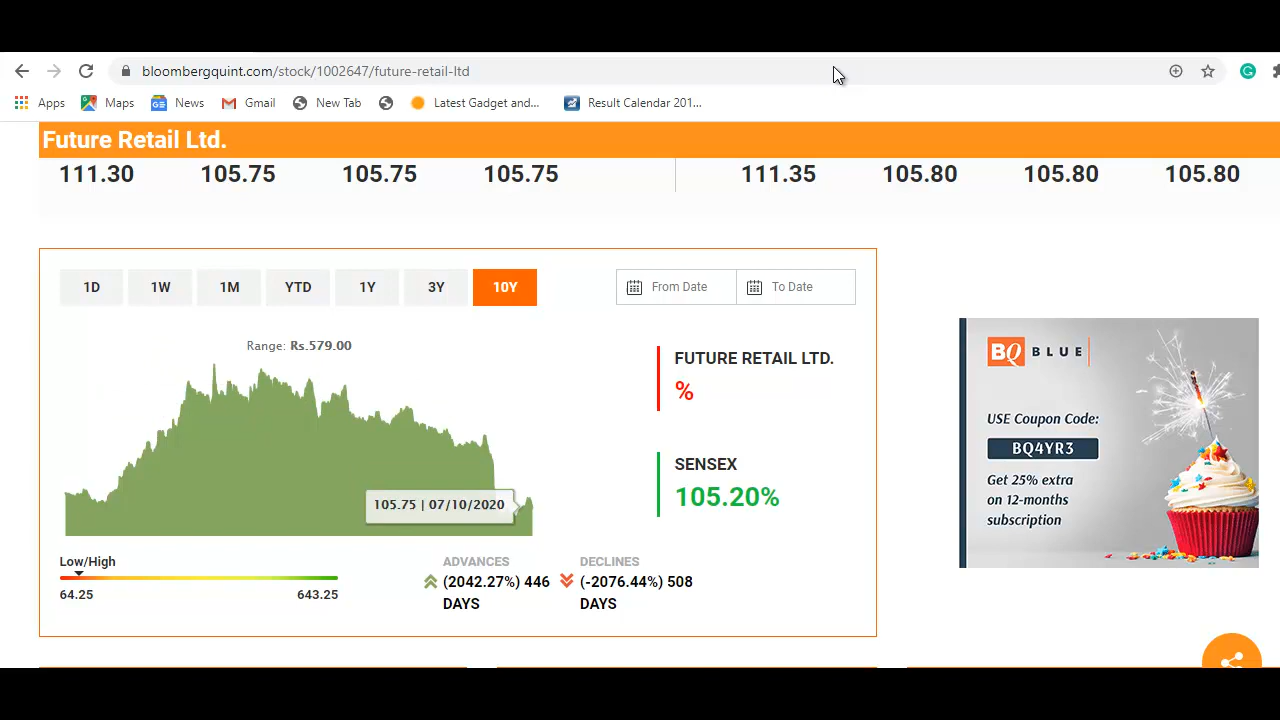 bloombergquint.com/stock/1002647/future-retail-ltd
Apps Maps News Gmail New Tab Latest Gadget and... Result Calendar 201...
Future Retail Ltd.
111.30 105.75 105.75 105.75 111.35 105.80 105.80 105.80
1D 1W 1M YTD 1Y 3Y 10Y From Date To Date
Range: Rs.579.00
FUTURE RETAIL LTD.
%
SENSEX
105.20%
105.75 | 07/10/2020
Low/High
64.25 643.25
ADVANCES
(2042.27%) 446
DAYS
DECLINES
(-2076.44%) 508
DAYS
BQ BLUE
USE Coupon Code:
BQ4YR3
Get 25% extra
on 12-months
subscription